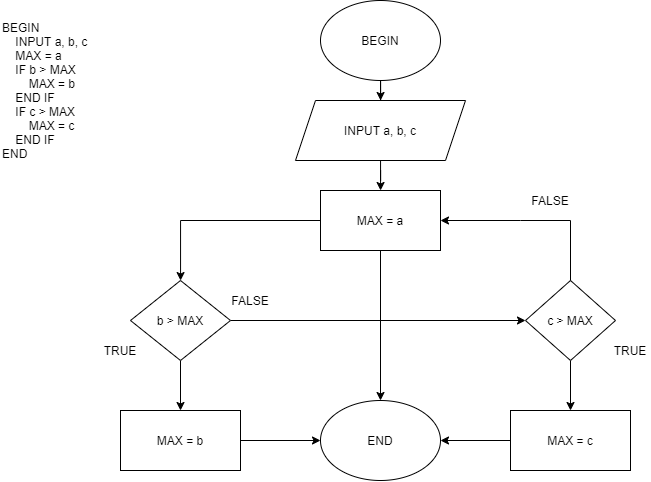 BEGIN
INPUT a, b, c
MAX = a
IF b > MAX
MAX = b
END IF
IF c > MAX
MAX = c
END IF
END
BEGIN
INPUT a, b, c
MAX = a
FALSE
b > MAX
FALSE
c > MAX
TRUE
TRUE
MAX = b
END
MAX = c